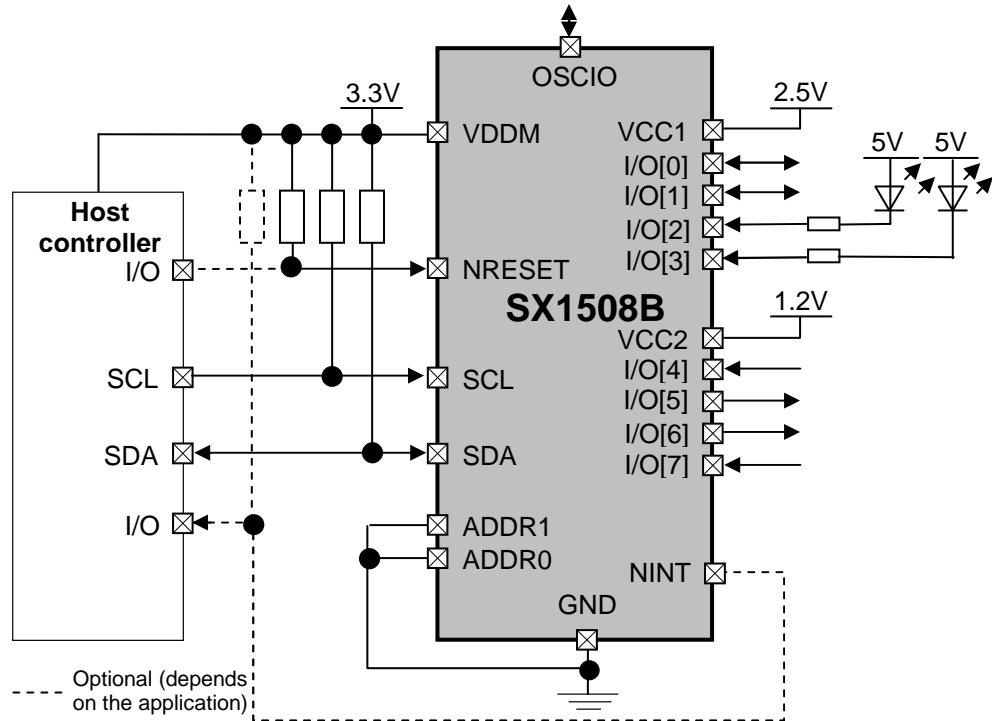 OSCIO
3.3V
2.5V
VDDM
VCC1
5V
5V
I/O[0]
I/O[1]
Host
controller
I/O[2]
I/O
I/O[3]
NRESET
SX1508B
1.2V
VCC2
SCL
SCL
I/O[4]
I/O[5]
I/O[6]
SDA
SDA
I/O[7]
I/O
ADDR1
ADDR0
NINT
GND
Optional (depends
on the application)